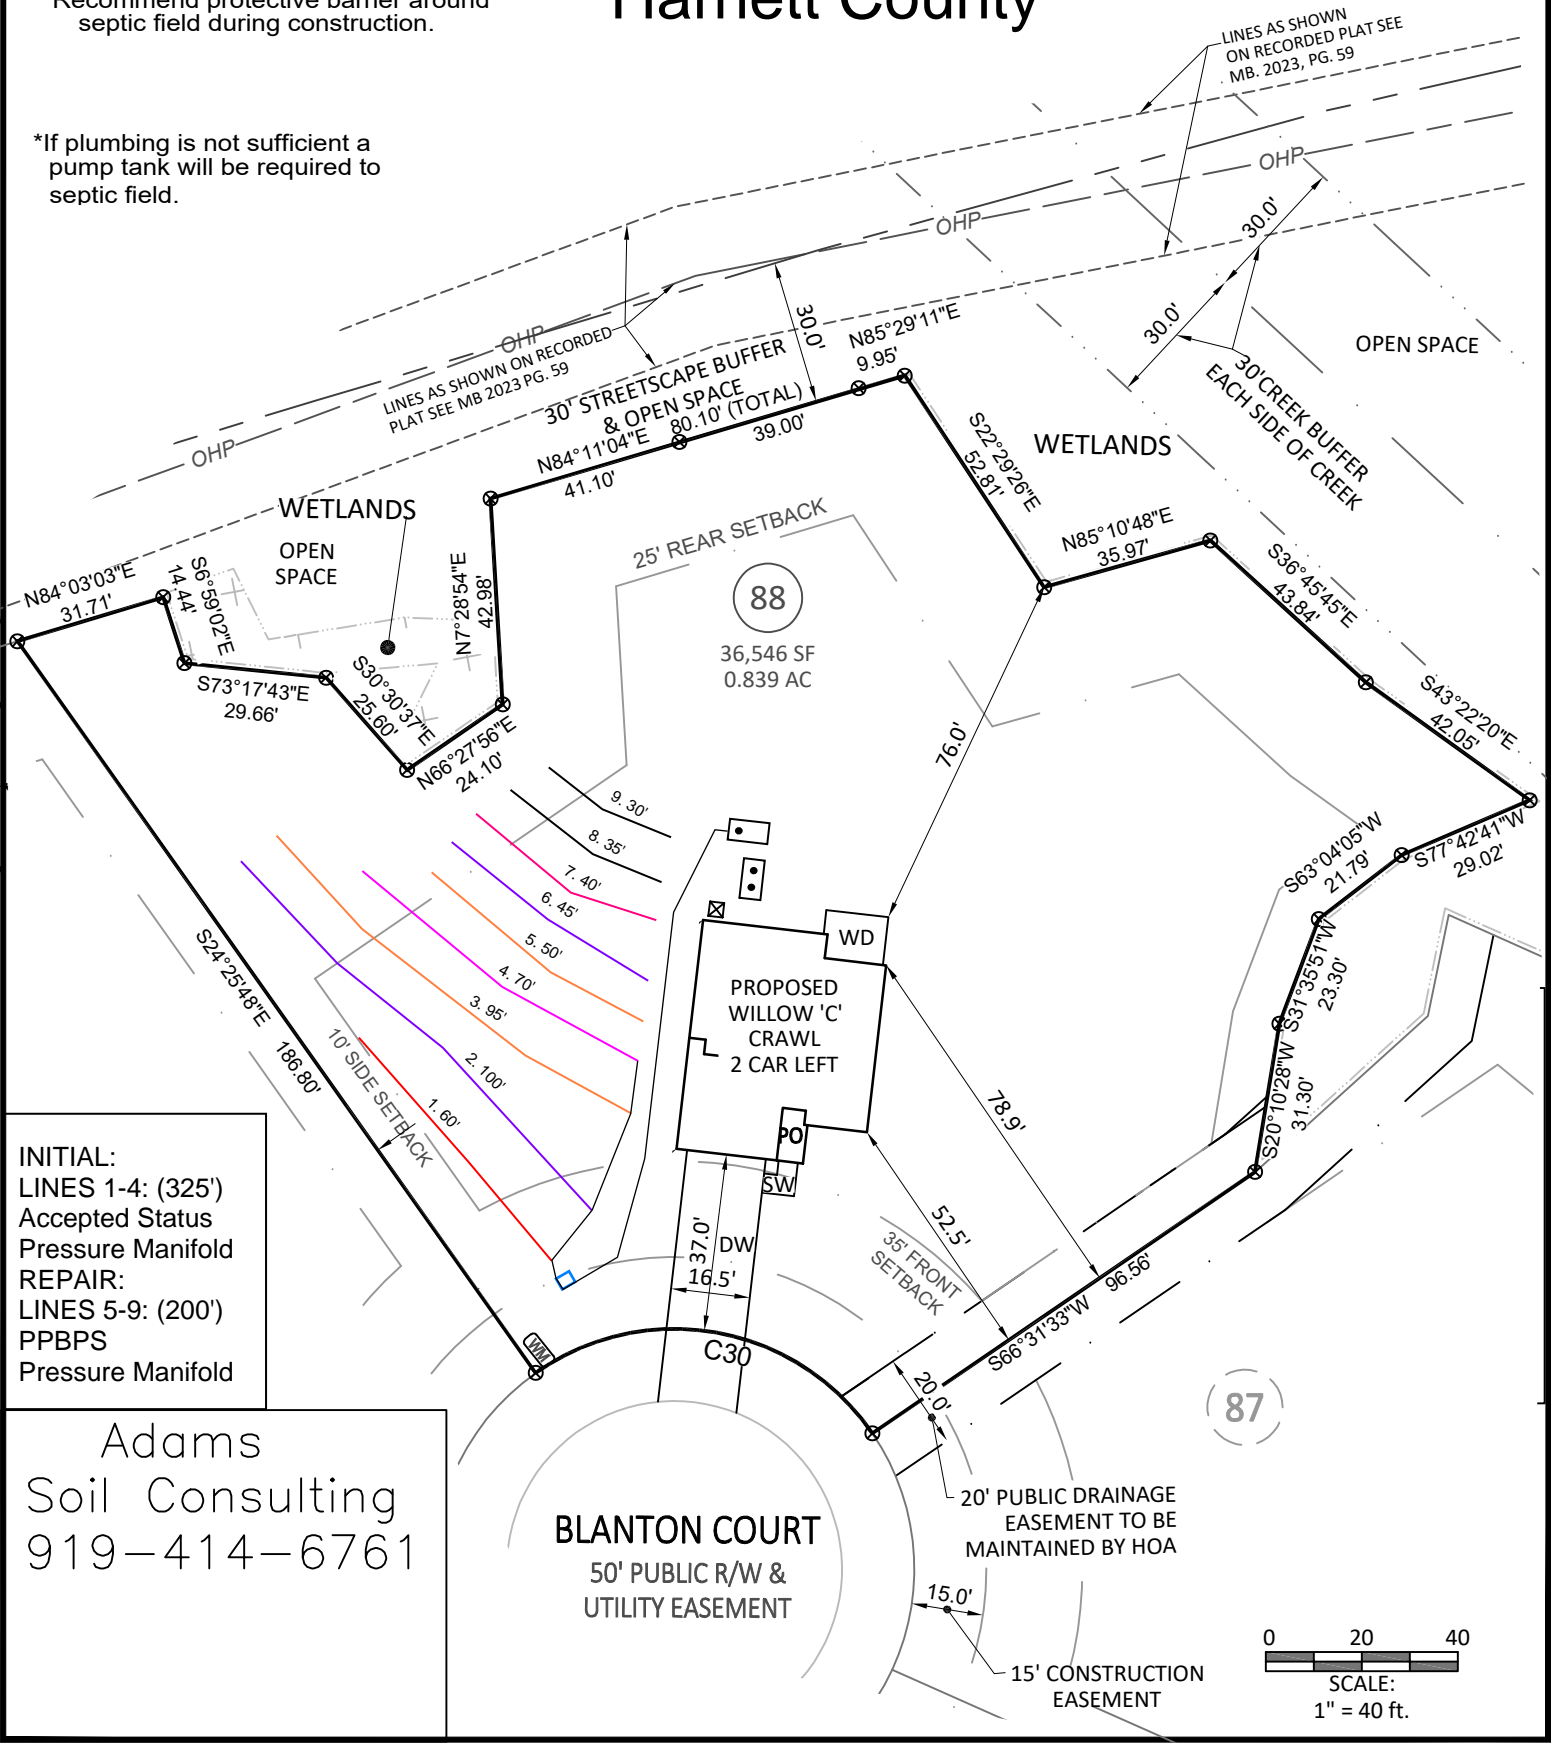 Recommend protective barrier around
septic field during construction.
Harnett County
LINES AS SHOWN
ON RECORDED PLAT SEE
MB. 2023, PG. 59
*If plumbing is not sufficient a
pump tank will be required to
septic field.
OHP
OHP
OHP
OHP
30.0'
30.0'
30.0'
LINES AS SHOWN ON RECORDED
PLAT SEE MB 2023 PG. 59
30' STREETSCAPE BUFFER
& OPEN SPACE
N85°29'11"E
9.95'
OPEN SPACE
30'CREEK BUFFER
EACH SIDE OF CREEK
N84°11'04"E
80.10' (TOTAL)
41.10'
39.00'
S22°29'26"E
52.81'
WETLANDS
WETLANDS
OPEN
SPACE
N84°03'03"E
31.71'
S6°59'02"E
14.44'
N7°28'54"E
42.98'
25' REAR SETBACK
88
36,546 SF
0.839 AC
N85°10'48"E
35.97'
S36°45'45"E
43.84'
S73°17'43"E
29.66'
S30°30'37"E
25.60'
N66°27'56"E
24.10'
76.0'
S43°22'20"E
42.05'
S77°42'41"W
29.02'
S63°04'05"W
21.79'
S31°35'51"W
23.30'
S20°10'28"W
31.30'
9. 30'
8. 35'
7. 40'
6. 45'
5. 50'
4. 70'
3. 95'
2. 100'
1. 60'
S24°25'48"E
186.80'
10' SIDE SETBACK
WD
PROPOSED
WILLOW 'C'
CRAWL
2 CAR LEFT
PO
SW
78.9'
52.5'
37.0'
DW
16.5'
35' FRONT
SETBACK
S66°31'33"W
96.56'
WM
C30
20.0'
87
INITIAL:
LINES 1-4: (325')
Accepted Status
Pressure Manifold
REPAIR:
LINES 5-9: (200')
PPBPS
Pressure Manifold
Adams
Soil Consulting
919-414-6761
BLANTON COURT
50' PUBLIC R/W &
UTILITY EASEMENT
20' PUBLIC DRAINAGE
EASEMENT TO BE
MAINTAINED BY HOA
15.0'
15' CONSTRUCTION
EASEMENT
0 20 40
SCALE:
1" = 40 ft.